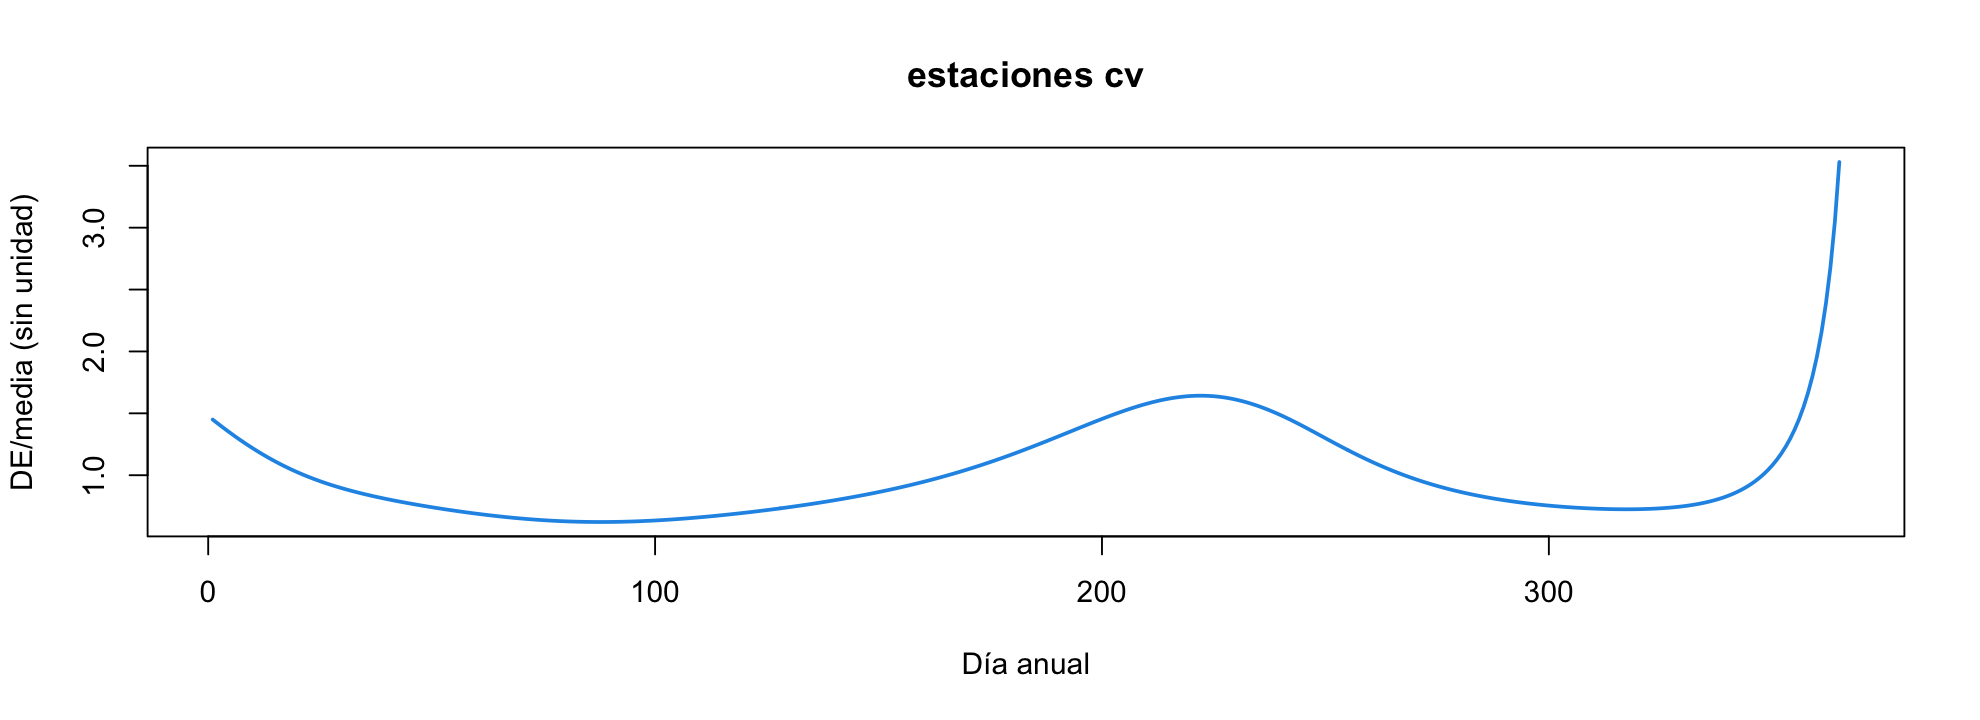 estaciones cv
DE/media (sin unidad)
3.0
2.0
1.0
0 100 200 300
Día anual